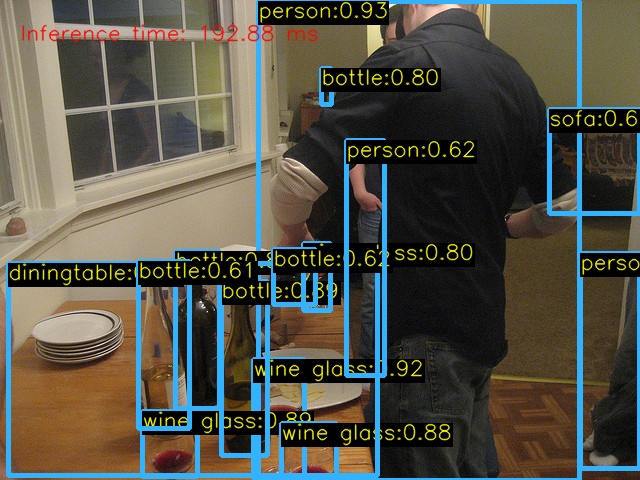 person:0.93
Inference time: 192.88 ms
bottle:0.80
sofa:0.6
person:0.62
ss:0.80
bottle:0.62
perso
diningtable:
bottle:0.61
bottle:0.89
wine glass:0.92
wine glass:0.89
wine glass:0.88